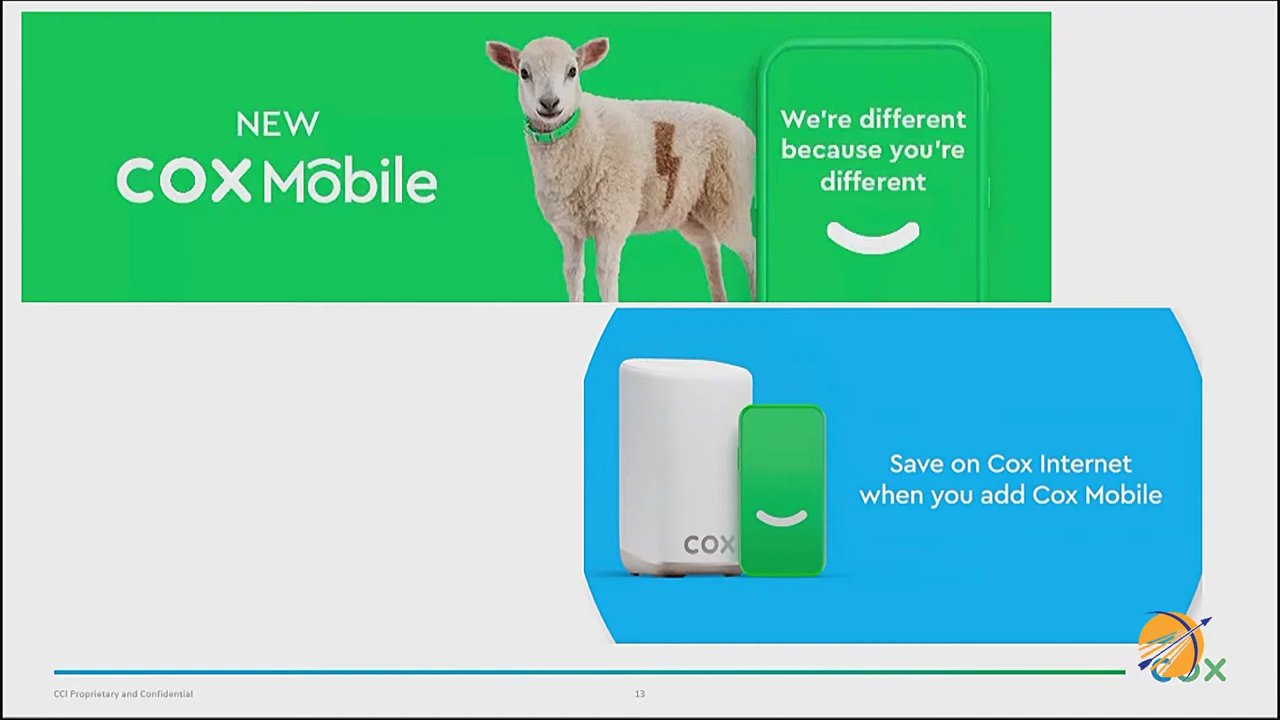 NEW
COX Mobile
We're different
because you're
different
COX
Save on Cox Internet
when you add Cox Mobile
COX
CCI Proprietary and Confidential
13